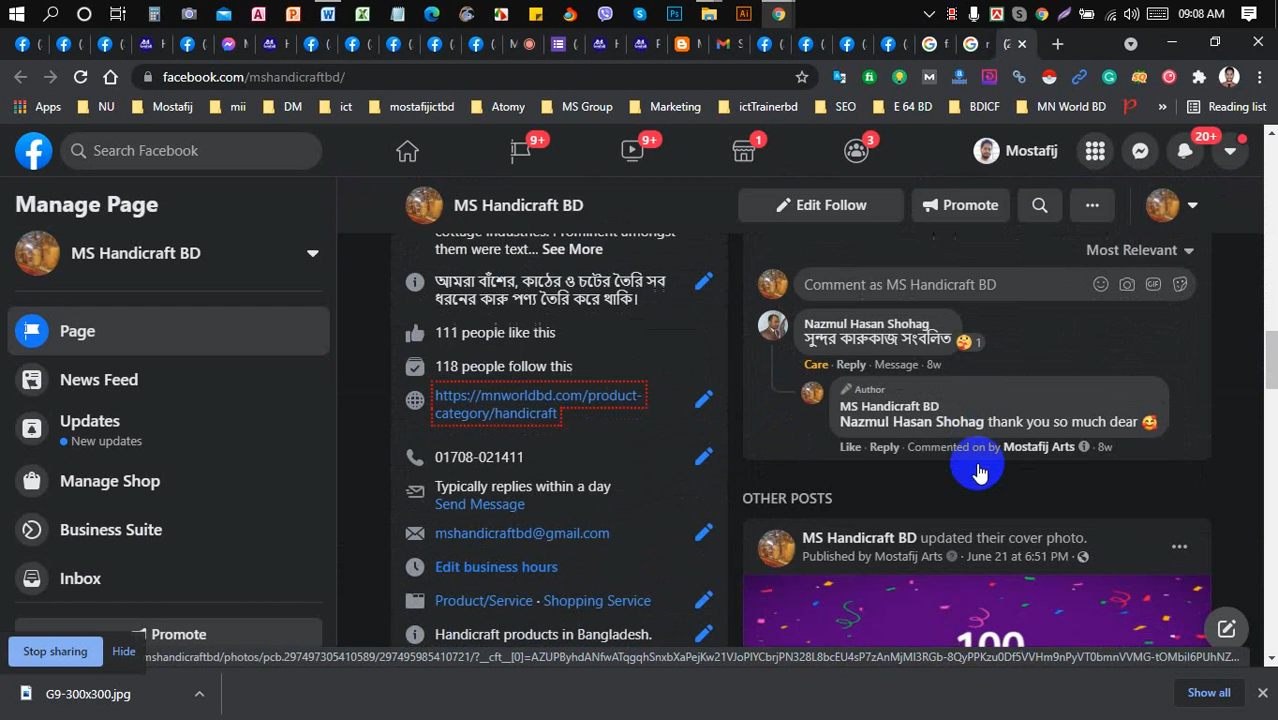 09:08 AM
facebook.com/mshandicraftbd/
Apps NU Mostafij mii DM ict mostafijictbd Atomy MS Group Marketing ictTrainerbd SEO E 64 BD BDICF MN World BD » Reading list
Search Facebook 9+ 9+ 1 3 Mostafij 20+
Manage Page
MS Handicraft BD
Page
News Feed
Updates
New updates
Manage Shop
Business Suite
Inbox
Promote
MS Handicraft BD Edit Follow Promote
cottage industries. Prominent amongst
them were text... See More
আমরা বাঁশের, কাঠের ও চটের তৈরি সব
ধরনের কারু পণ্য তৈরি করে থাকি।
111 people like this
118 people follow this
https://mnworldbd.com/product-
category/handicraft
01708-021411
Typically replies within a day
Send Message
mshandicraftbd@gmail.com
Edit business hours
Product/Service · Shopping Service
Handicraft products in Bangladesh.
Most Relevant
Comment as MS Handicraft BD
Nazmul Hasan Shohag
সুন্দর কারুকাজ সংবলিত 🥰 1
Care · Reply · Message · 8w
Author
MS Handicraft BD
Nazmul Hasan Shohag thank you so much dear 🥰
Like · Reply · Commented on by Mostafij Arts · 8w
OTHER POSTS
MS Handicraft BD updated their cover photo.
Published by Mostafij Arts · June 21 at 6:51 PM ·
100
Stop sharing Hide
G9-300x300.jpg
Show all